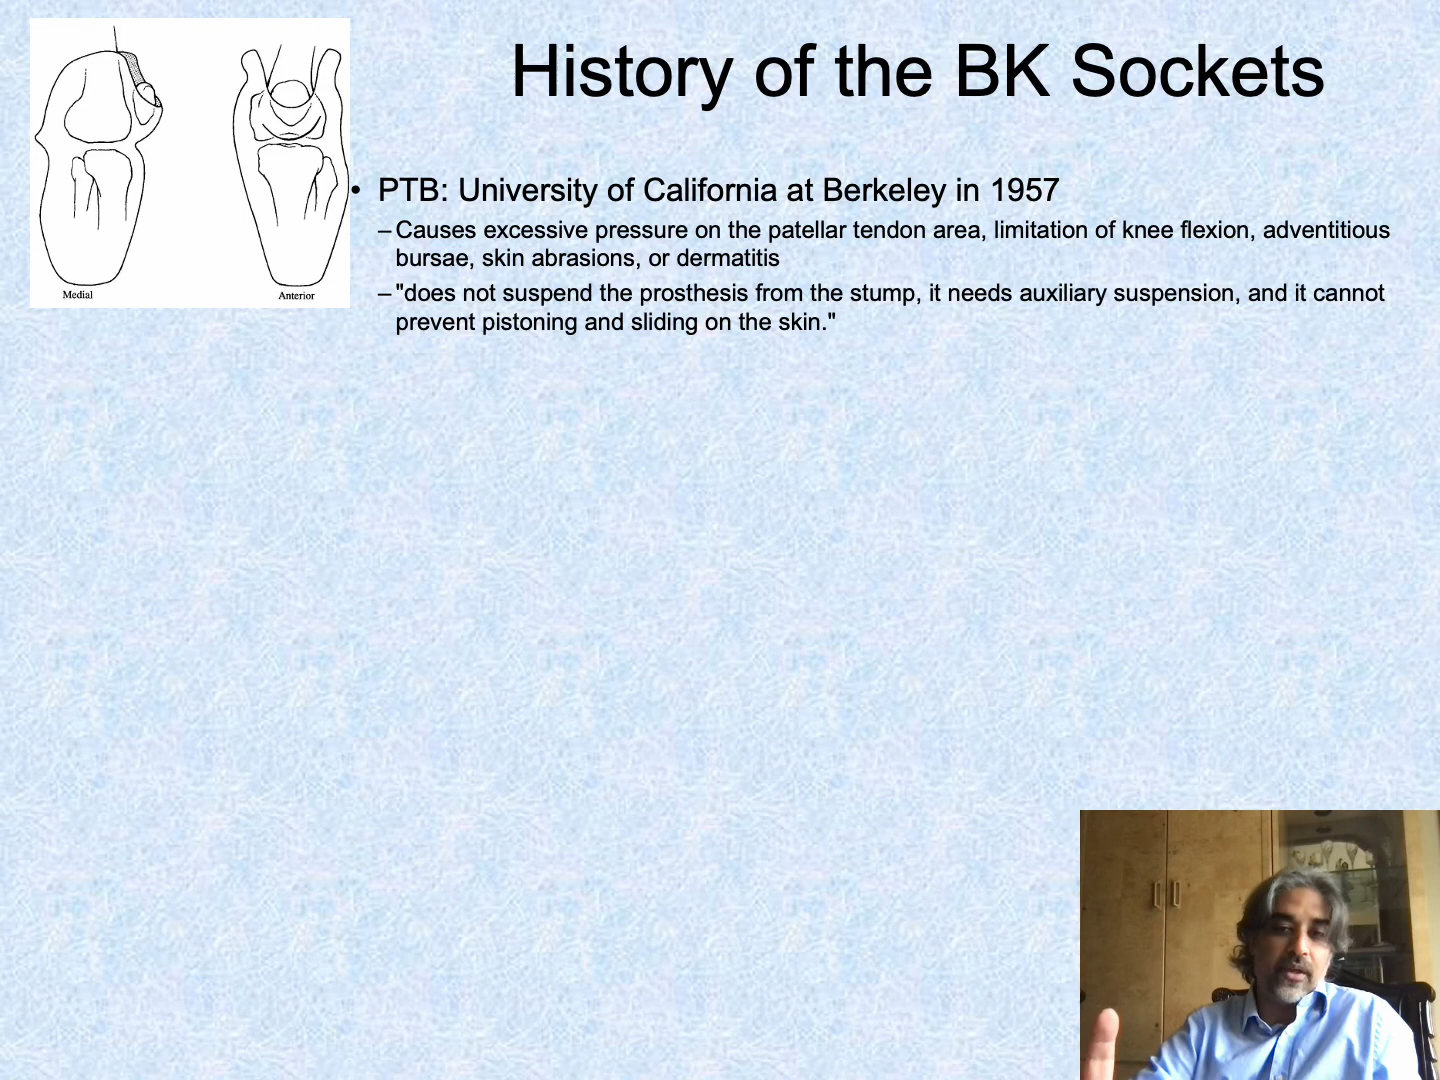 History of the BK Sockets
• PTB: University of California at Berkeley in 1957
– Causes excessive pressure on the patellar tendon area, limitation of knee flexion, adventitious
bursae, skin abrasions, or dermatitis
– "does not suspend the prosthesis from the stump, it needs auxiliary suspension, and it cannot
prevent pistoning and sliding on the skin."
Medial
Anterior